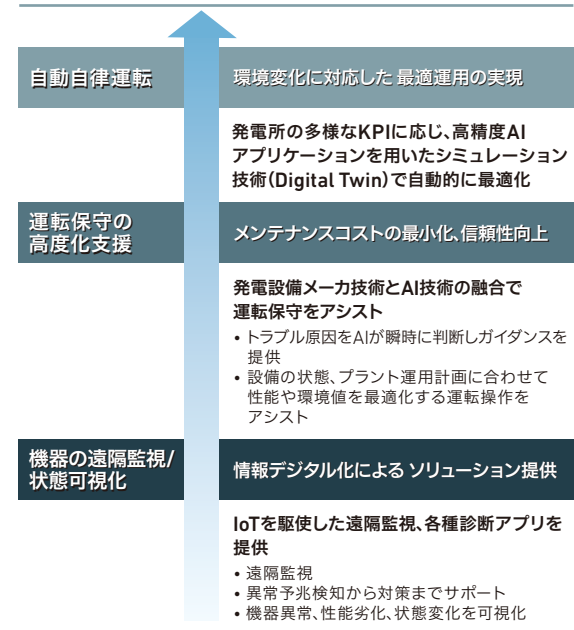 自動自律運転
環境変化に対応した 最適運用の実現
発電所の多様なKPIに応じ、高精度AI
アプリケーションを用いたシミュレーション
技術(Digital Twin)で自動的に最適化
運転保守の
高度化支援
メンテナンスコストの最小化、信頼性向上
発電設備メーカ技術とAI技術の融合で
運転保守をアシスト
• トラブル原因をAIが瞬時に判断しガイダンスを
提供
• 設備の状態、プラント運用計画に合わせて
性能や環境値を最適化する運転操作を
アシスト
機器の遠隔監視/
状態可視化
情報デジタル化による ソリューション提供
IoTを駆使した遠隔監視、各種診断アプリを
提供
• 遠隔監視
• 異常予兆検知から対策までサポート
• 機器異常、性能劣化、状態変化を可視化